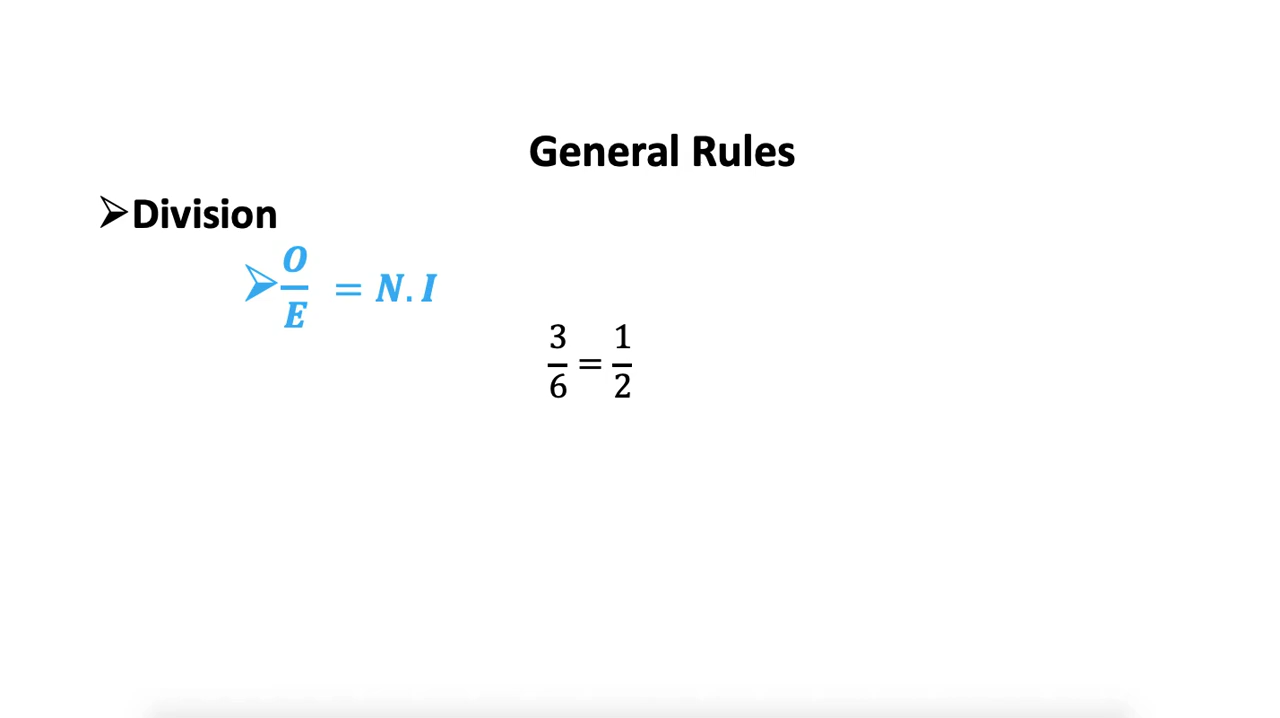 General Rules
➢Division
➢O/E = N.I
3/6 = 1/2